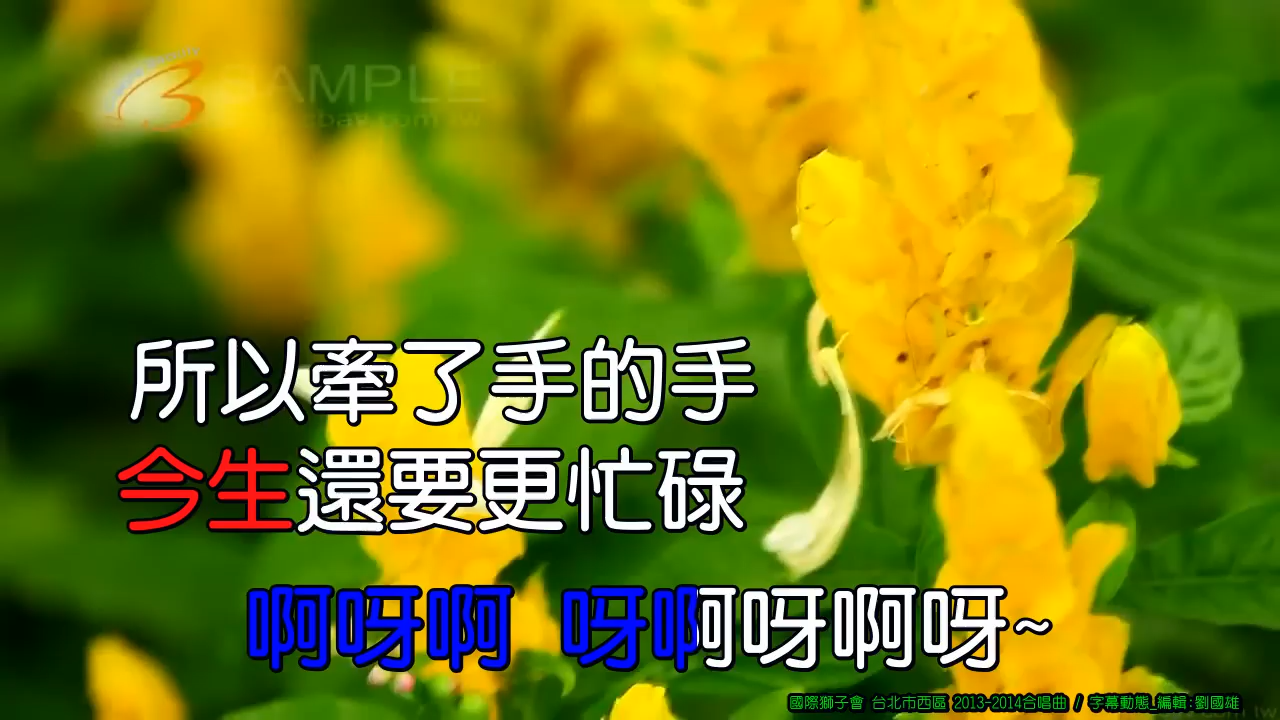 SAMPLE
所以牽了手的手
今生還要更忙碌
啊呀啊 呀啊呀啊呀~
國際獅子會 台北市西區 2013-2014合唱曲 / 字幕動態_編輯:劉國雄